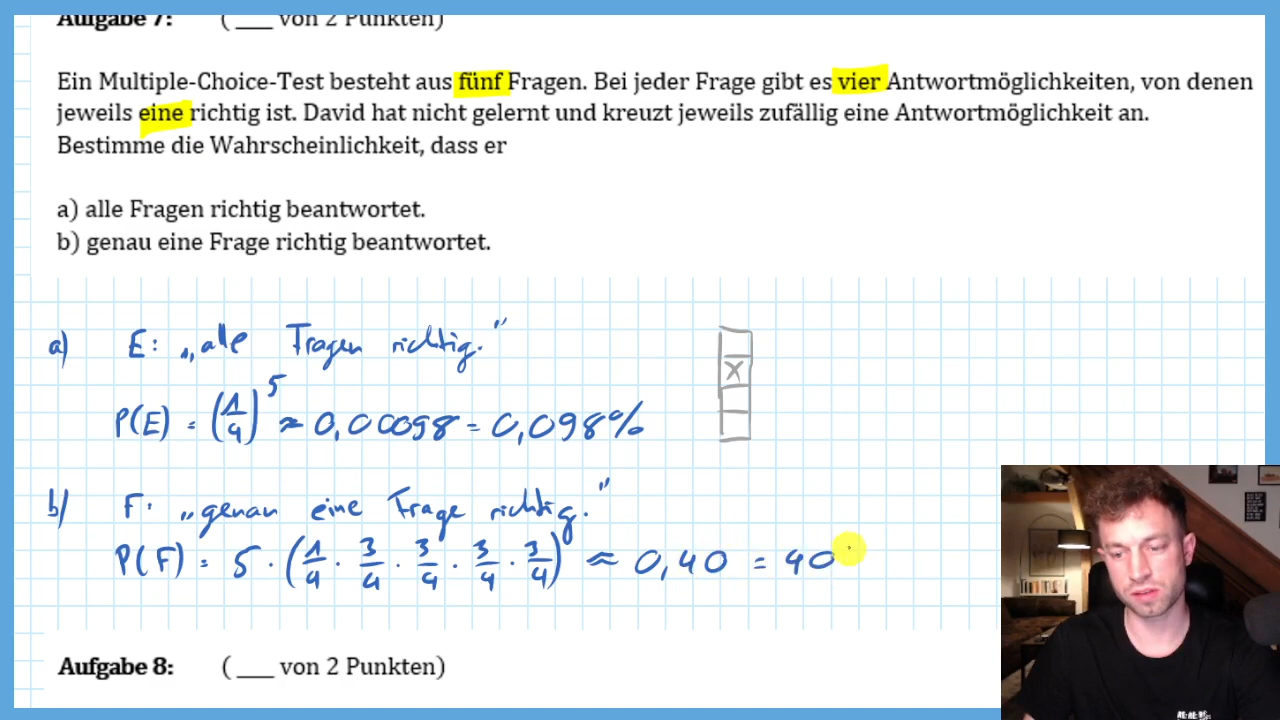 Aufgabe 7: ( ___ von 2 Punkten)
Ein Multiple-Choice-Test besteht aus fünf Fragen. Bei jeder Frage gibt es vier Antwortmöglichkeiten, von denen
jeweils eine richtig ist. David hat nicht gelernt und kreuzt jeweils zufällig eine Antwortmöglichkeit an.
Bestimme die Wahrscheinlichkeit, dass er
a) alle Fragen richtig beantwortet.
b) genau eine Frage richtig beantwortet.
a) E: „alle Fragen richtig."
P(E) = (1/4)^5 ≈ 0,00098 = 0,098%
b) F: „genau eine Frage richtig."
P(F) = 5 · (1/4 · 3/4 · 3/4 · 3/4 · 3/4) ≈ 0,40 = 40
Aufgabe 8: ( ___ von 2 Punkten)